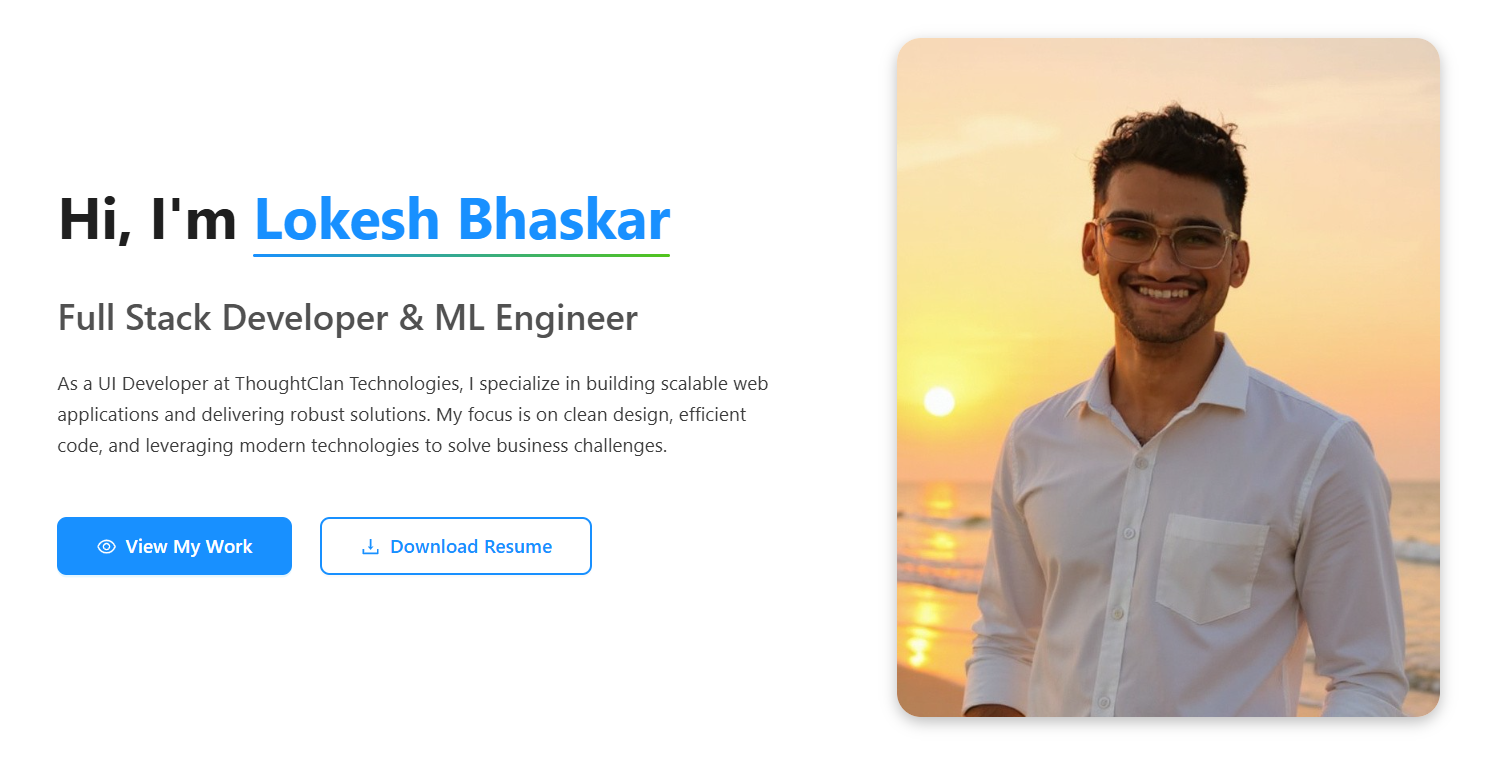 Hi, I'm Lokesh Bhaskar
Full Stack Developer & ML Engineer
As a UI Developer at ThoughtClan Technologies, I specialize in building scalable web
applications and delivering robust solutions. My focus is on clean design, efficient
code, and leveraging modern technologies to solve business challenges.
View My Work
Download Resume